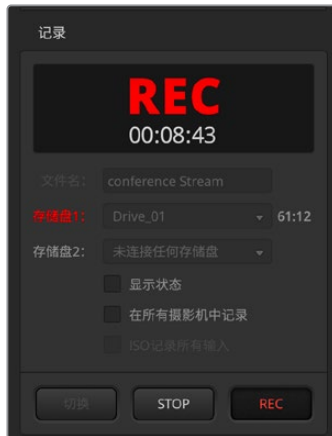 记录
REC
00:08:43
文件名： conference Stream
存储盘1： Drive_01 61:12
存储盘2： 未连接任何存储盘
显示状态
在所有摄影机中记录
ISO记录所有输入
切换 STOP REC